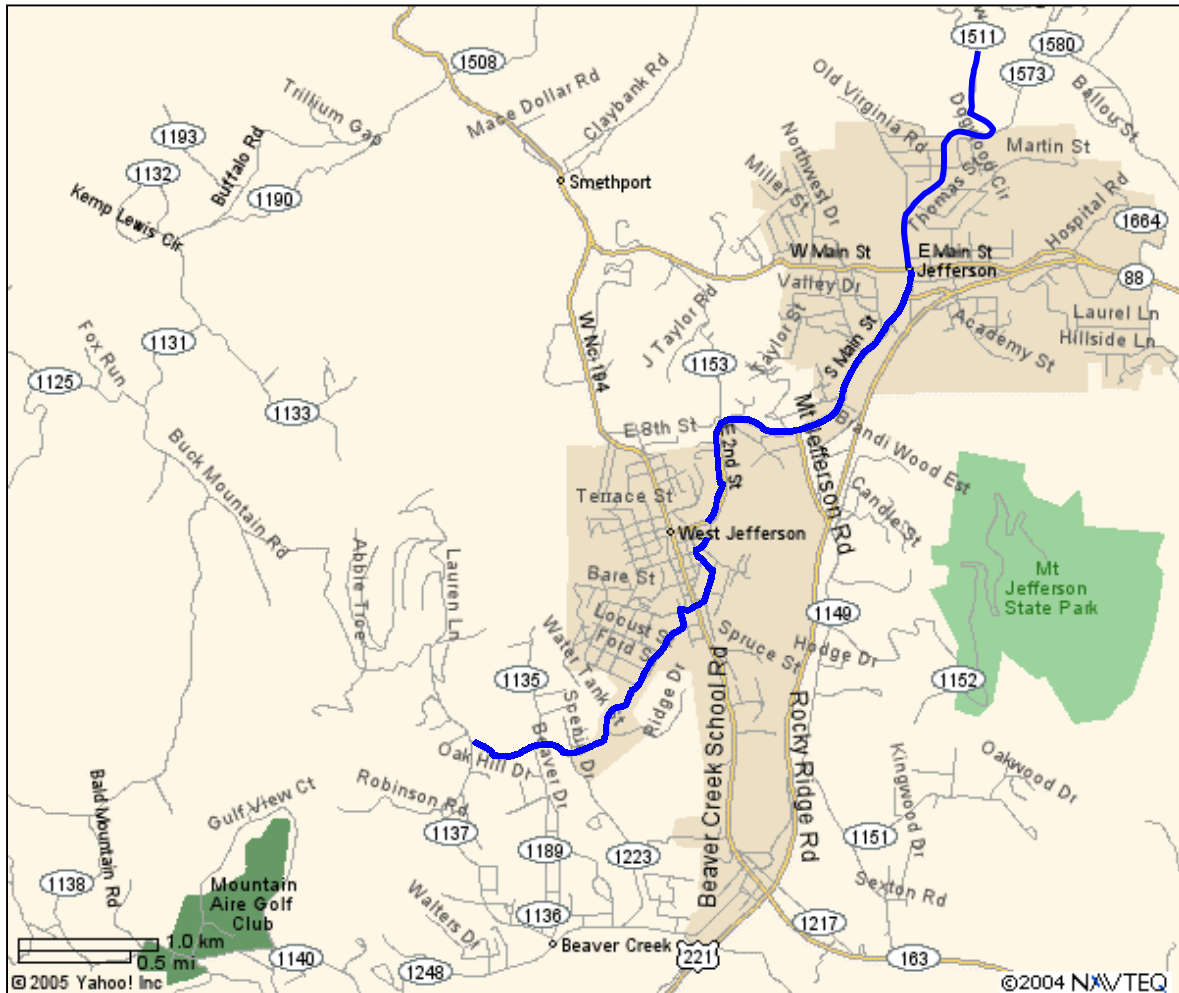 1511
1580
1508
1573
Mace Dollar Rd
Claybank Rd
Old Virginia Rd
Dogwood Cir
Ballou St
Trillium Gap
1193
Buffalo Rd
1132
1190
Kemp Lewis Cir
Smethport
Northwest Dr
Miller St
Martin St
Thomas St
Hospital Rd
1664
W Main St
E Main St
Jefferson
88
Valley Dr
J Taylor Rd
Taylor St
S Main St
Academy St
Laurel Ln
Hillside Ln
W Nc-194
1131
Fox Run
1125
1133
1153
E 8th St
E 2nd St
Mt Jefferson Rd
Brandi Wood Est
Candle St
Buck Mountain Rd
Terrace St
West Jefferson
Abbie Troe
Lauren Ln
Bare St
Locust St
Ford St
Water Tank St
Spruce St
Hodge Dr
1149
Mt
Jefferson
State Park
1152
1135
Scenic Dr
Ridge Dr
Beaver Creek School Rd
Rocky Ridge Rd
Oak Hill Dr
Beaver Dr
Robinson Rd
Gulf View Ct
Kingwood Dr
Oakwood Dr
Bald Mountain Rd
1137
1189
1223
1151
Sexton Rd
1138
Mountain
Aire Golf
Club
Walters Dr
1136
Beaver Creek
1217
221
163
1140
1248
1.0 km
0.5 mi
© 2005 Yahoo! Inc
©2004 NAVTEQ